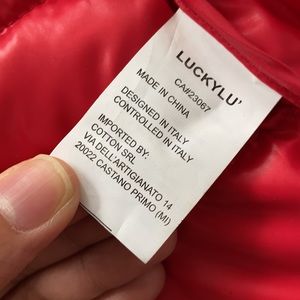 LUCKYLU'
CA#23067
MADE IN CHINA
DESIGNED IN ITALY
CONTROLLED IN ITALY
IMPORTED BY:
COTTON SRL
VIA DELL'ARTIGIANATO 14
20022 CASTANO PRIMO (MI)